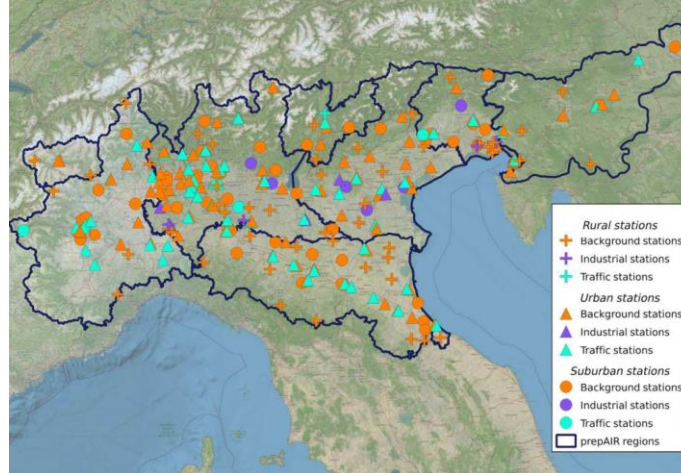 Rural stations
Background stations
Industrial stations
Traffic stations
Urban stations
Background stations
Industrial stations
Traffic stations
Suburban stations
Background stations
Industrial stations
Traffic stations
prepAIR regions